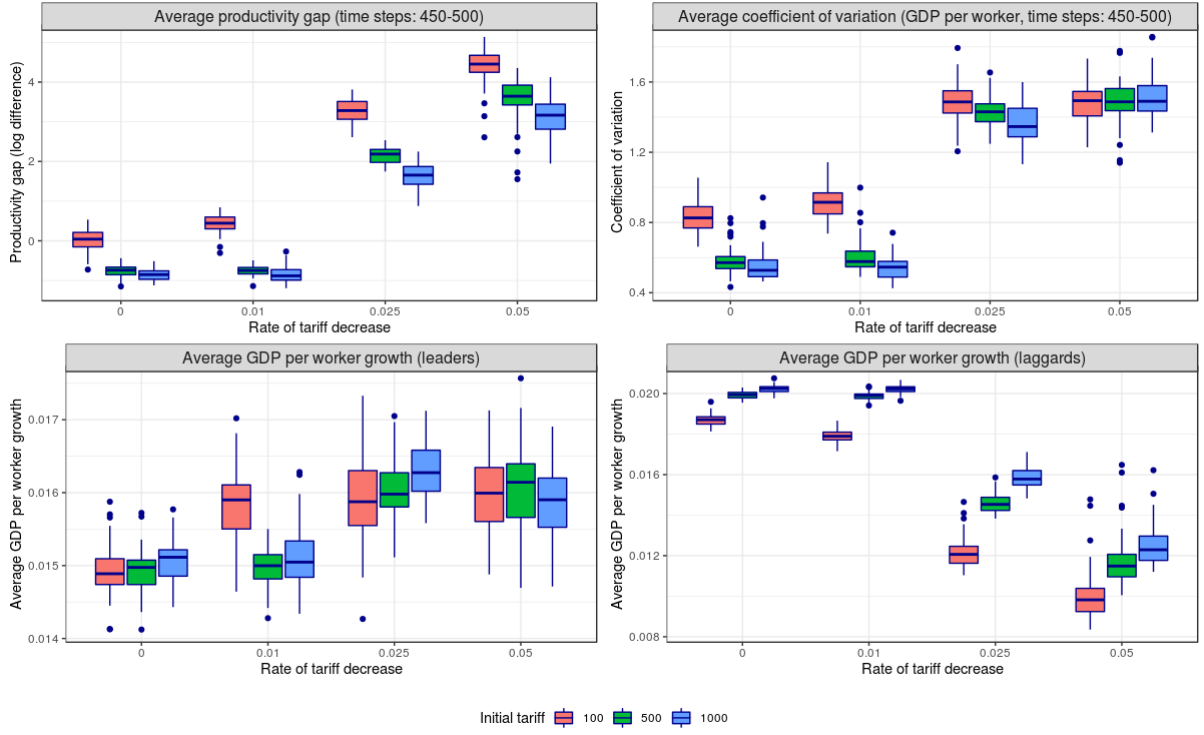 Average productivity gap (time steps: 450-500)
Productivity gap (log difference)
4
2
0
0
0.01
0.025
0.05
Rate of tariff decrease
Average coefficient of variation (GDP per worker, time steps: 450-500)
Coefficient of variation
1.6
1.2
0.8
0.4
0
0.01
0.025
0.05
Rate of tariff decrease
Average GDP per worker growth (leaders)
Average GDP per worker growth
0.017
0.016
0.015
0.014
0
0.01
0.025
0.05
Rate of tariff decrease
Average GDP per worker growth (laggards)
Average GDP per worker growth
0.020
0.016
0.012
0.008
0
0.01
0.025
0.05
Rate of tariff decrease
Initial tariff 100 500 1000